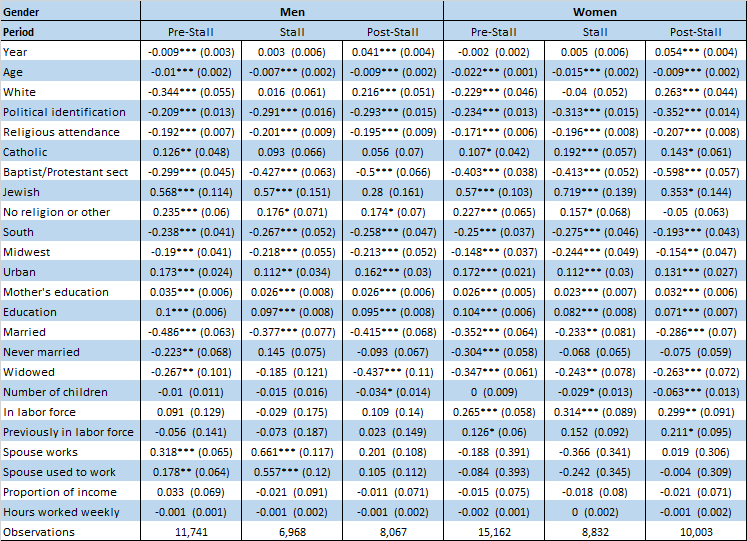 Gender Men Women
Period Pre-Stall Stall Post-Stall Pre-Stall Stall Post-Stall
Year -0.009*** (0.003) 0.003 (0.006) 0.041*** (0.004) -0.002 (0.002) 0.005 (0.006) 0.054*** (0.004)
Age -0.01*** (0.002) -0.007*** (0.002) -0.009*** (0.002) -0.022*** (0.001) -0.015*** (0.002) -0.009*** (0.002)
White -0.344*** (0.055) 0.016 (0.061) 0.216*** (0.051) -0.229*** (0.046) -0.04 (0.052) 0.263*** (0.044)
Political identification -0.209*** (0.013) -0.291*** (0.016) -0.293*** (0.015) -0.234*** (0.013) -0.313*** (0.015) -0.352*** (0.014)
Religious attendance -0.192*** (0.007) -0.201*** (0.009) -0.195*** (0.009) -0.171*** (0.006) -0.196*** (0.008) -0.207*** (0.008)
Catholic 0.126** (0.048) 0.093 (0.066) 0.056 (0.07) 0.107* (0.042) 0.192*** (0.057) 0.143* (0.061)
Baptist/Protestant sect -0.299*** (0.045) -0.427*** (0.063) -0.5*** (0.066) -0.403*** (0.038) -0.413*** (0.052) -0.598*** (0.057)
Jewish 0.568*** (0.114) 0.57*** (0.151) 0.28 (0.161) 0.57*** (0.103) 0.719*** (0.139) 0.353* (0.144)
No religion or other 0.235*** (0.06) 0.176* (0.071) 0.174* (0.07) 0.227*** (0.065) 0.157* (0.068) -0.05 (0.063)
South -0.238*** (0.041) -0.267*** (0.052) -0.258*** (0.047) -0.25*** (0.037) -0.275*** (0.046) -0.193*** (0.043)
Midwest -0.19*** (0.041) -0.218*** (0.055) -0.213*** (0.052) -0.148*** (0.037) -0.244*** (0.049) -0.154** (0.047)
Urban 0.173*** (0.024) 0.112** (0.034) 0.162*** (0.03) 0.172*** (0.021) 0.112*** (0.03) 0.131*** (0.027)
Mother's education 0.035*** (0.006) 0.026*** (0.008) 0.026*** (0.006) 0.026*** (0.005) 0.023*** (0.007) 0.032*** (0.006)
Education 0.1*** (0.006) 0.097*** (0.008) 0.095*** (0.008) 0.104*** (0.006) 0.082*** (0.008) 0.071*** (0.007)
Married -0.486*** (0.063) -0.377*** (0.077) -0.415*** (0.068) -0.352*** (0.064) -0.233** (0.081) -0.286*** (0.07)
Never married -0.223** (0.068) 0.145 (0.075) -0.093 (0.067) -0.304*** (0.058) -0.068 (0.065) -0.075 (0.059)
Widowed -0.267** (0.101) -0.185 (0.121) -0.437*** (0.11) -0.347*** (0.061) -0.243** (0.078) -0.263*** (0.072)
Number of children -0.01 (0.011) -0.015 (0.016) -0.034* (0.014) 0 (0.009) -0.029* (0.013) -0.063*** (0.013)
In labor force 0.091 (0.129) -0.029 (0.175) 0.109 (0.14) 0.265*** (0.058) 0.314*** (0.089) 0.299** (0.091)
Previously in labor force -0.056 (0.141) -0.073 (0.187) 0.023 (0.149) 0.126* (0.06) 0.152 (0.092) 0.211* (0.095)
Spouse works 0.318*** (0.065) 0.661*** (0.117) 0.201 (0.108) -0.188 (0.391) -0.366 (0.341) 0.019 (0.306)
Spouse used to work 0.178** (0.064) 0.557*** (0.12) 0.105 (0.112) -0.084 (0.393) -0.242 (0.345) -0.004 (0.309)
Proportion of income 0.033 (0.069) -0.021 (0.091) -0.011 (0.071) -0.015 (0.075) -0.018 (0.08) -0.021 (0.071)
Hours worked weekly -0.001 (0.001) -0.001 (0.002) -0.001 (0.002) -0.002 (0.001) 0 (0.002) -0.001 (0.002)
Observations 11,741 6,968 8,067 15,162 8,832 10,003